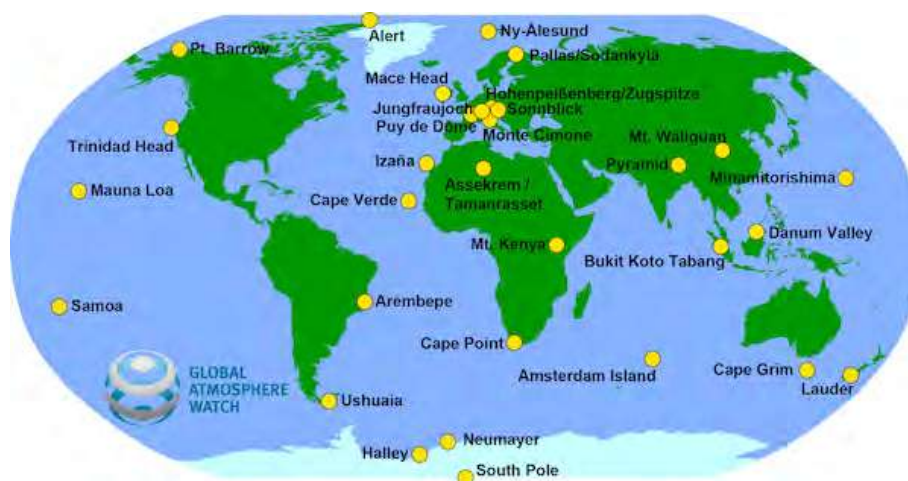 Alert
Ny-Ålesund
Pt. Barrow
Pallas/Sodankylä
Mace Head
Hohenpeißenberg/Zugspitze
Jungfraujoch
Sonnblick
Puy de Dôme
Monte Cimone
Trinidad Head
Mt. Waliguan
Izaña
Pyramid
Mauna Loa
Assekrem /
Tamanrasset
Minamitorishima
Cape Verde
Danum Valley
Mt. Kenya
Bukit Koto Tabang
Samoa
Arembepe
Cape Point
Amsterdam Island
Cape Grim
Lauder
GLOBAL
ATMOSPHERE
WATCH
Ushuaia
Neumayer
Halley
South Pole